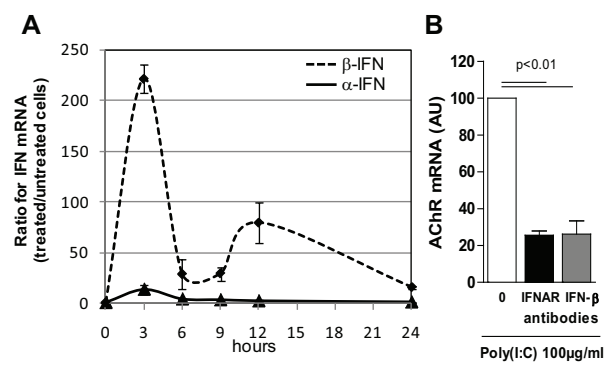 A
Ratio for IFN mRNA
(treated/untreated cells)
250
200
150
100
50
0
β-IFN
α-IFN
0 3 6 9 12 15 18 21 24
hours
B
p<0.01
AChR mRNA (AU)
120
100
80
60
40
20
0
0 IFNAR IFN-β
antibodies
Poly(I:C) 100µg/ml